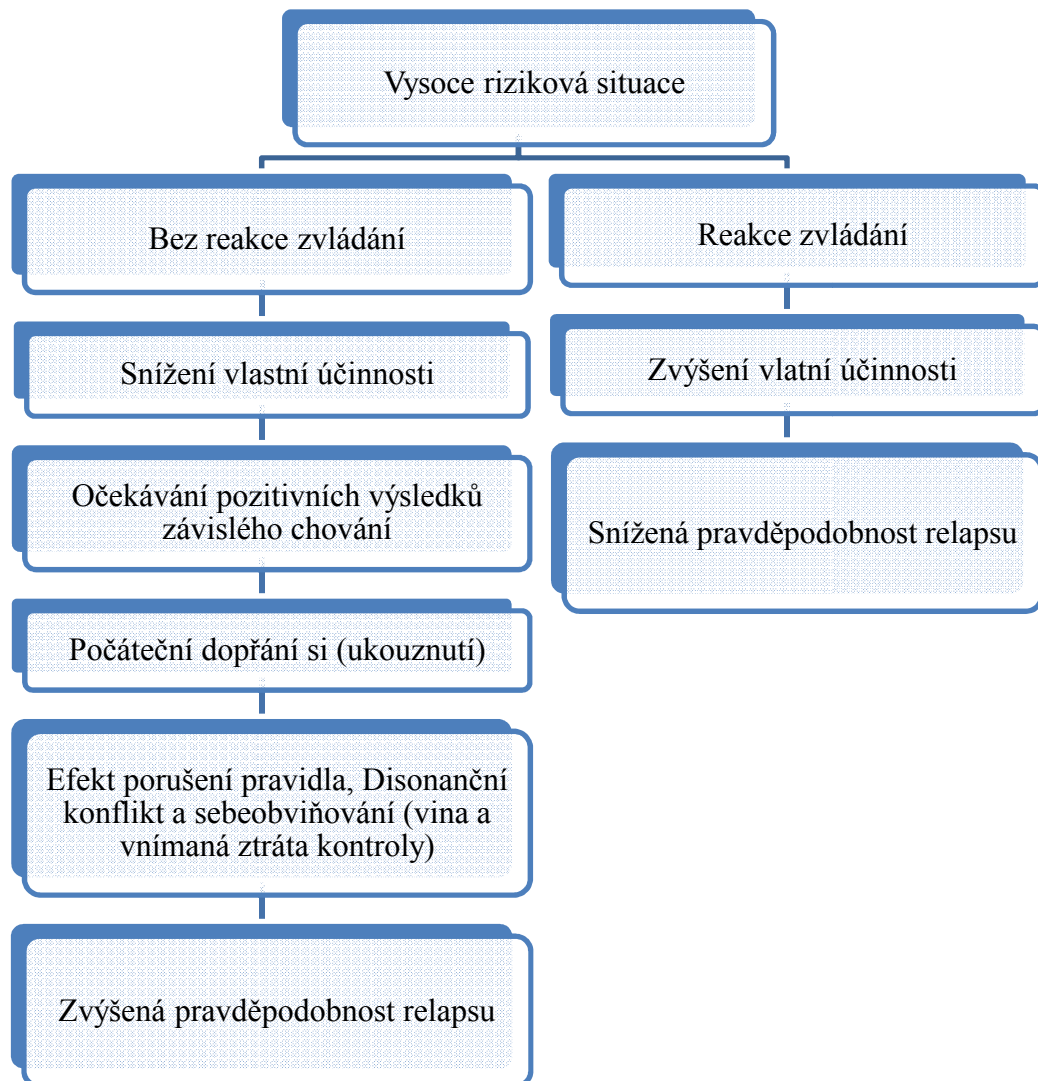 Vysoce riziková situace
Bez reakce zvládání
Snížení vlastní účinnosti
Očekávání pozitivních výsledků
závislého chování
Počáteční dopřání si (ukouznutí)
Efekt porušení pravidla, Disonanční
konflikt a sebeobviňování (vina a
vnímaná ztráta kontroly)
Zvýšená pravděpodobnost relapsu
Reakce zvládání
Zvýšení vlatní účinnosti
Snížená pravděpodobnost relapsu